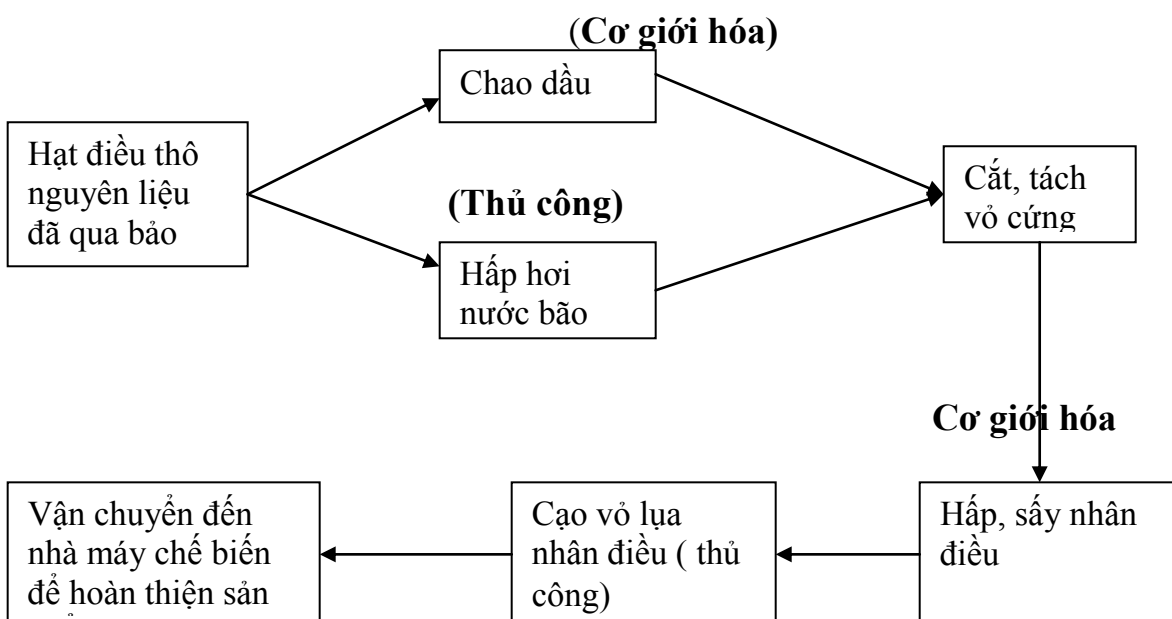 (Cơ giới hóa)
Chao dầu
Hạt điều thô
nguyên liệu
đã qua bảo
(Thủ công)
Hấp hơi
nước bão
Cắt, tách
vỏ cứng
Cơ giới hóa
Hấp, sấy nhân
điều
Cạo vỏ lụa
nhân điều ( thủ
công)
Vận chuyển đến
nhà máy chế biến
để hoàn thiện sản